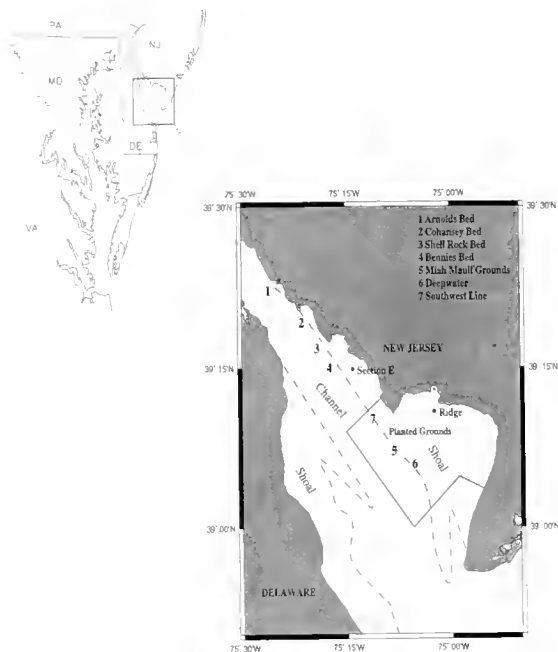 PA
NJ
MD
DE
VA
75 30'W
75 15'W
75 00'W
39 30'N
39 30'N
1 Arnolds Bed
2 Cohansey Bed
3 Shell Rock Bed
4 Bennies Bed
5 Miah Maull Grounds
6 Deepwater
7 Southwest Line
1
2
3
4
NEW JERSEY
Section E
39 15'N
39 15'N
Channel
Ridge
7
Planted Grounds
Shoal
5
6
Shoal
39 00'N
39 00'N
DELAWARE
75 30'W
75 15'W
75 00'W